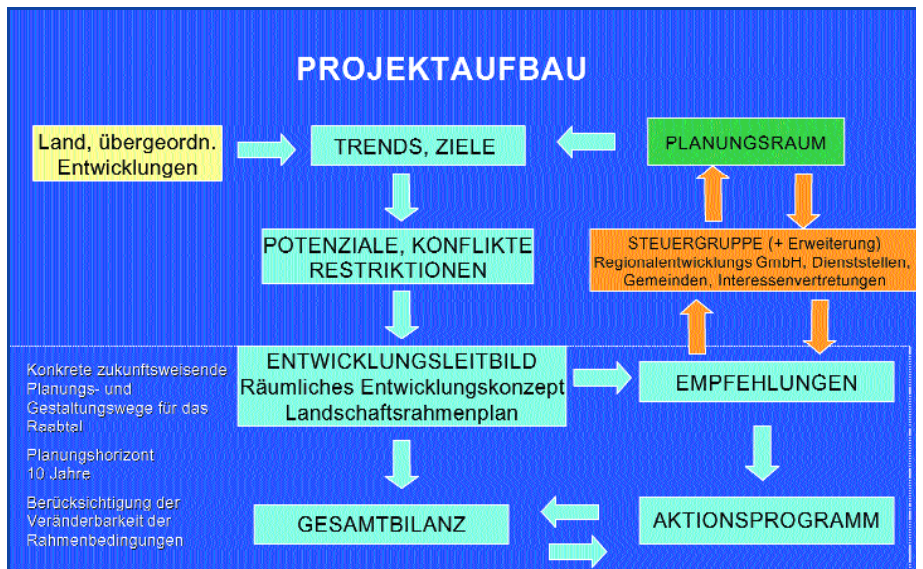 PROJEKTAUFBAU
Land, übergeordn.
Entwicklungen
TRENDS, ZIELE
PLANUNGSRAUM
POTENZIALE, KONFLIKTE
RESTRIKTIONEN
STEUERGRUPPE (+ Erweiterung)
Regionalentwicklungs GmbH, Dienststellen,
Gemeinden, Interessenvertretungen
Konkrete zukunftsweisende
Planungs- und
Gestaltungswege für das
Raabtal
Planungshorizont
10 Jahre
Berücksichtigung der
Veränderbarkeit der
Rahmenbedingungen
ENTWICKLUNGSLEITBILD
Räumliches Entwicklungskonzept
Landschaftsrahmenplan
EMPFEHLUNGEN
GESAMTBILANZ
AKTIONSPROGRAMM